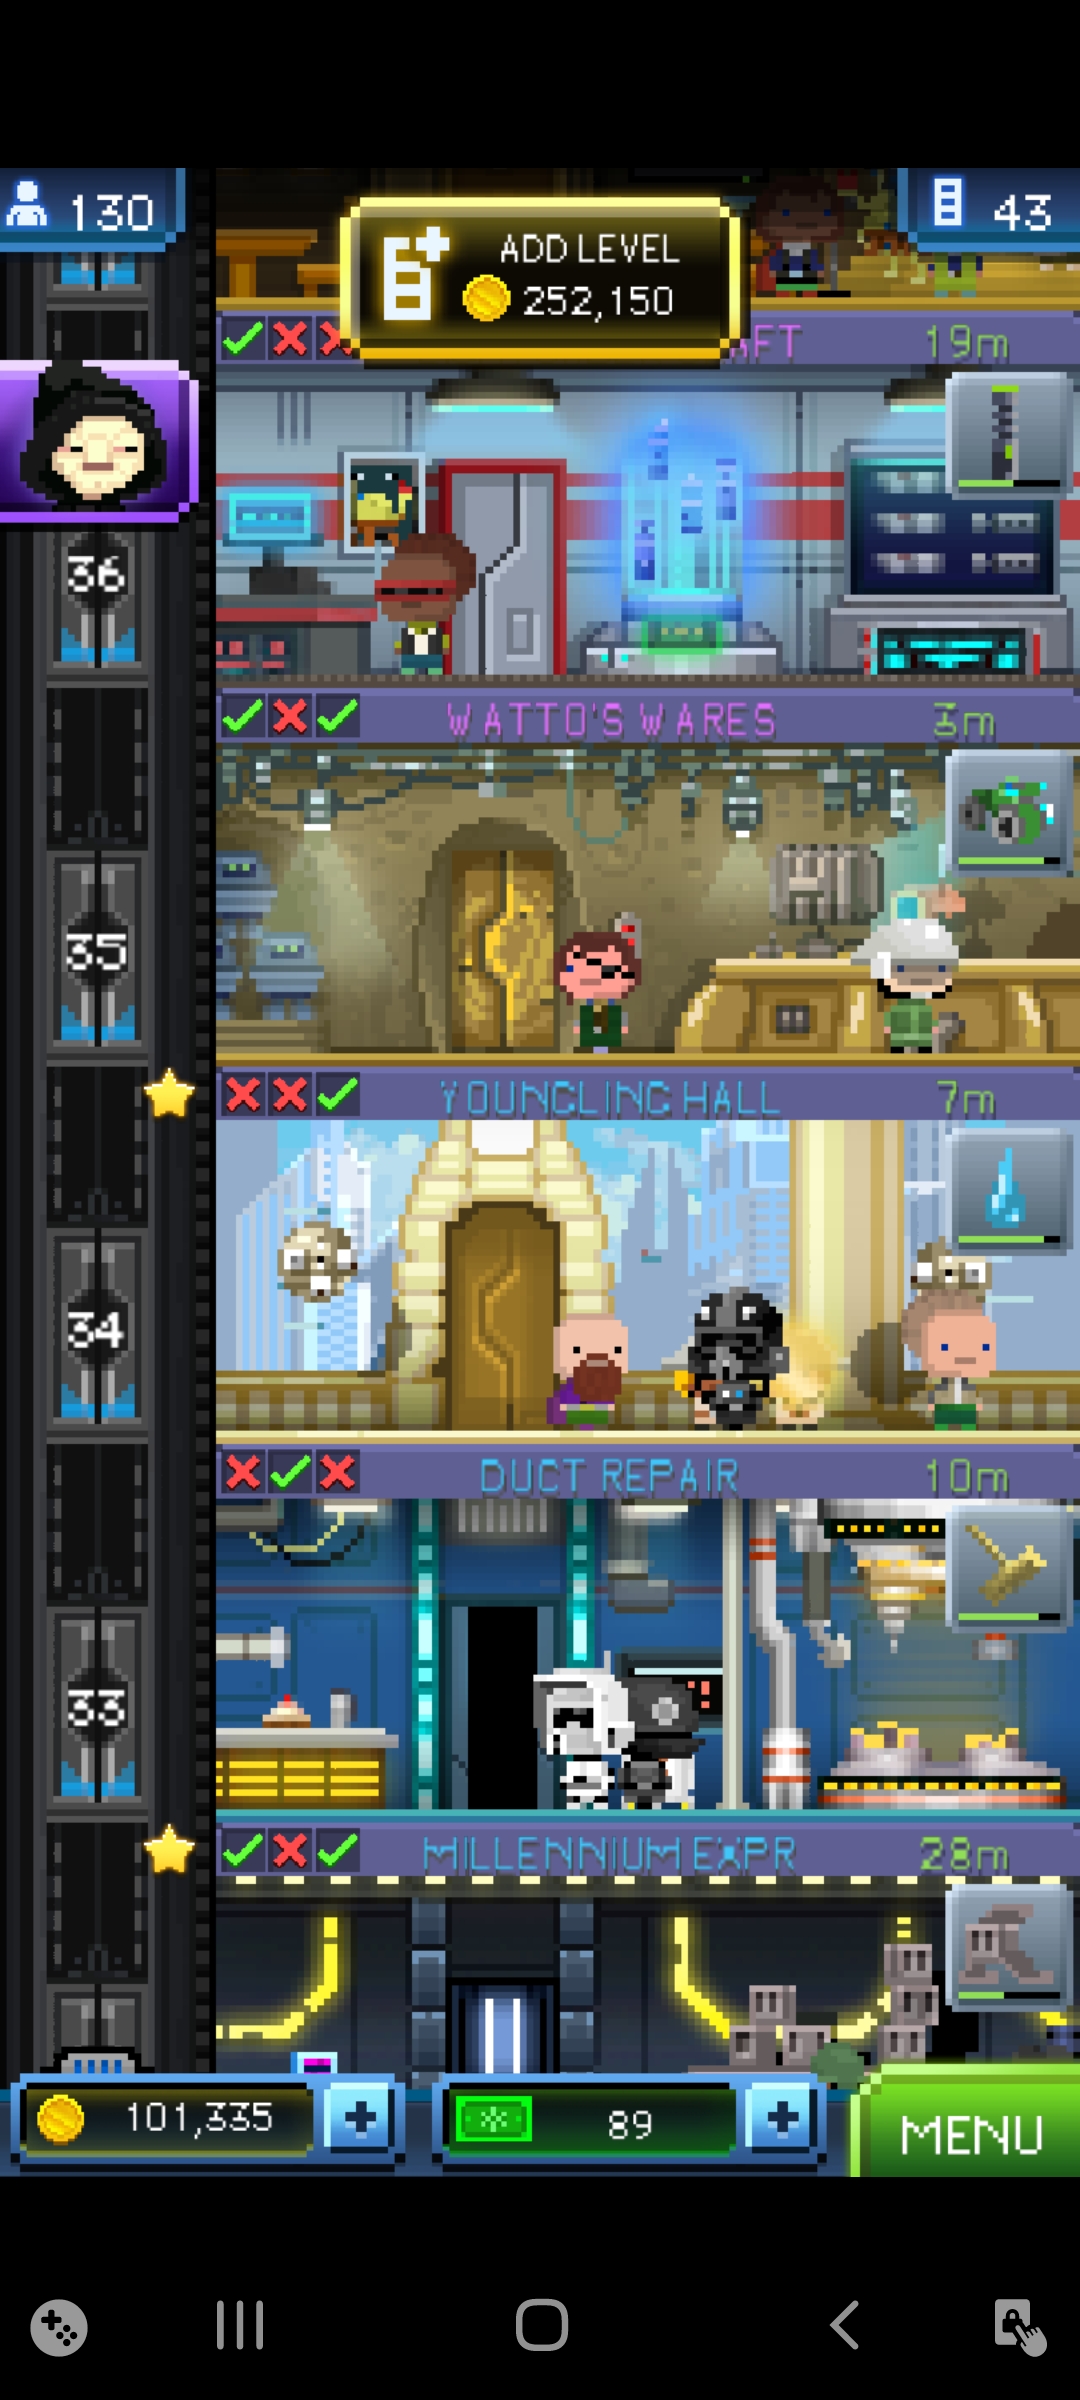 130
43
ADD LEVEL
252,150
19m
36
WATTO'S WARES
3m
35
YOUNGLING HALL
7m
34
DUCT REPAIR
10m
33
MILLENNIUM EXPR
28m
101,335
89
MENU